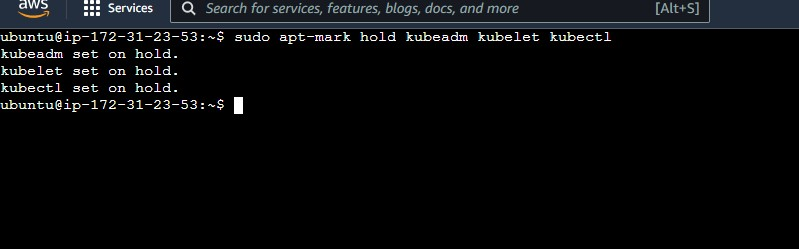 aws
Services
Search for services, features, blogs, docs, and more
[Alt+S]
ubuntu@ip-172-31-23-53:~$ sudo apt-mark hold kubeadm kubelet kubectl
kubeadm set on hold.
kubelet set on hold.
kubectl set on hold.
ubuntu@ip-172-31-23-53:~$